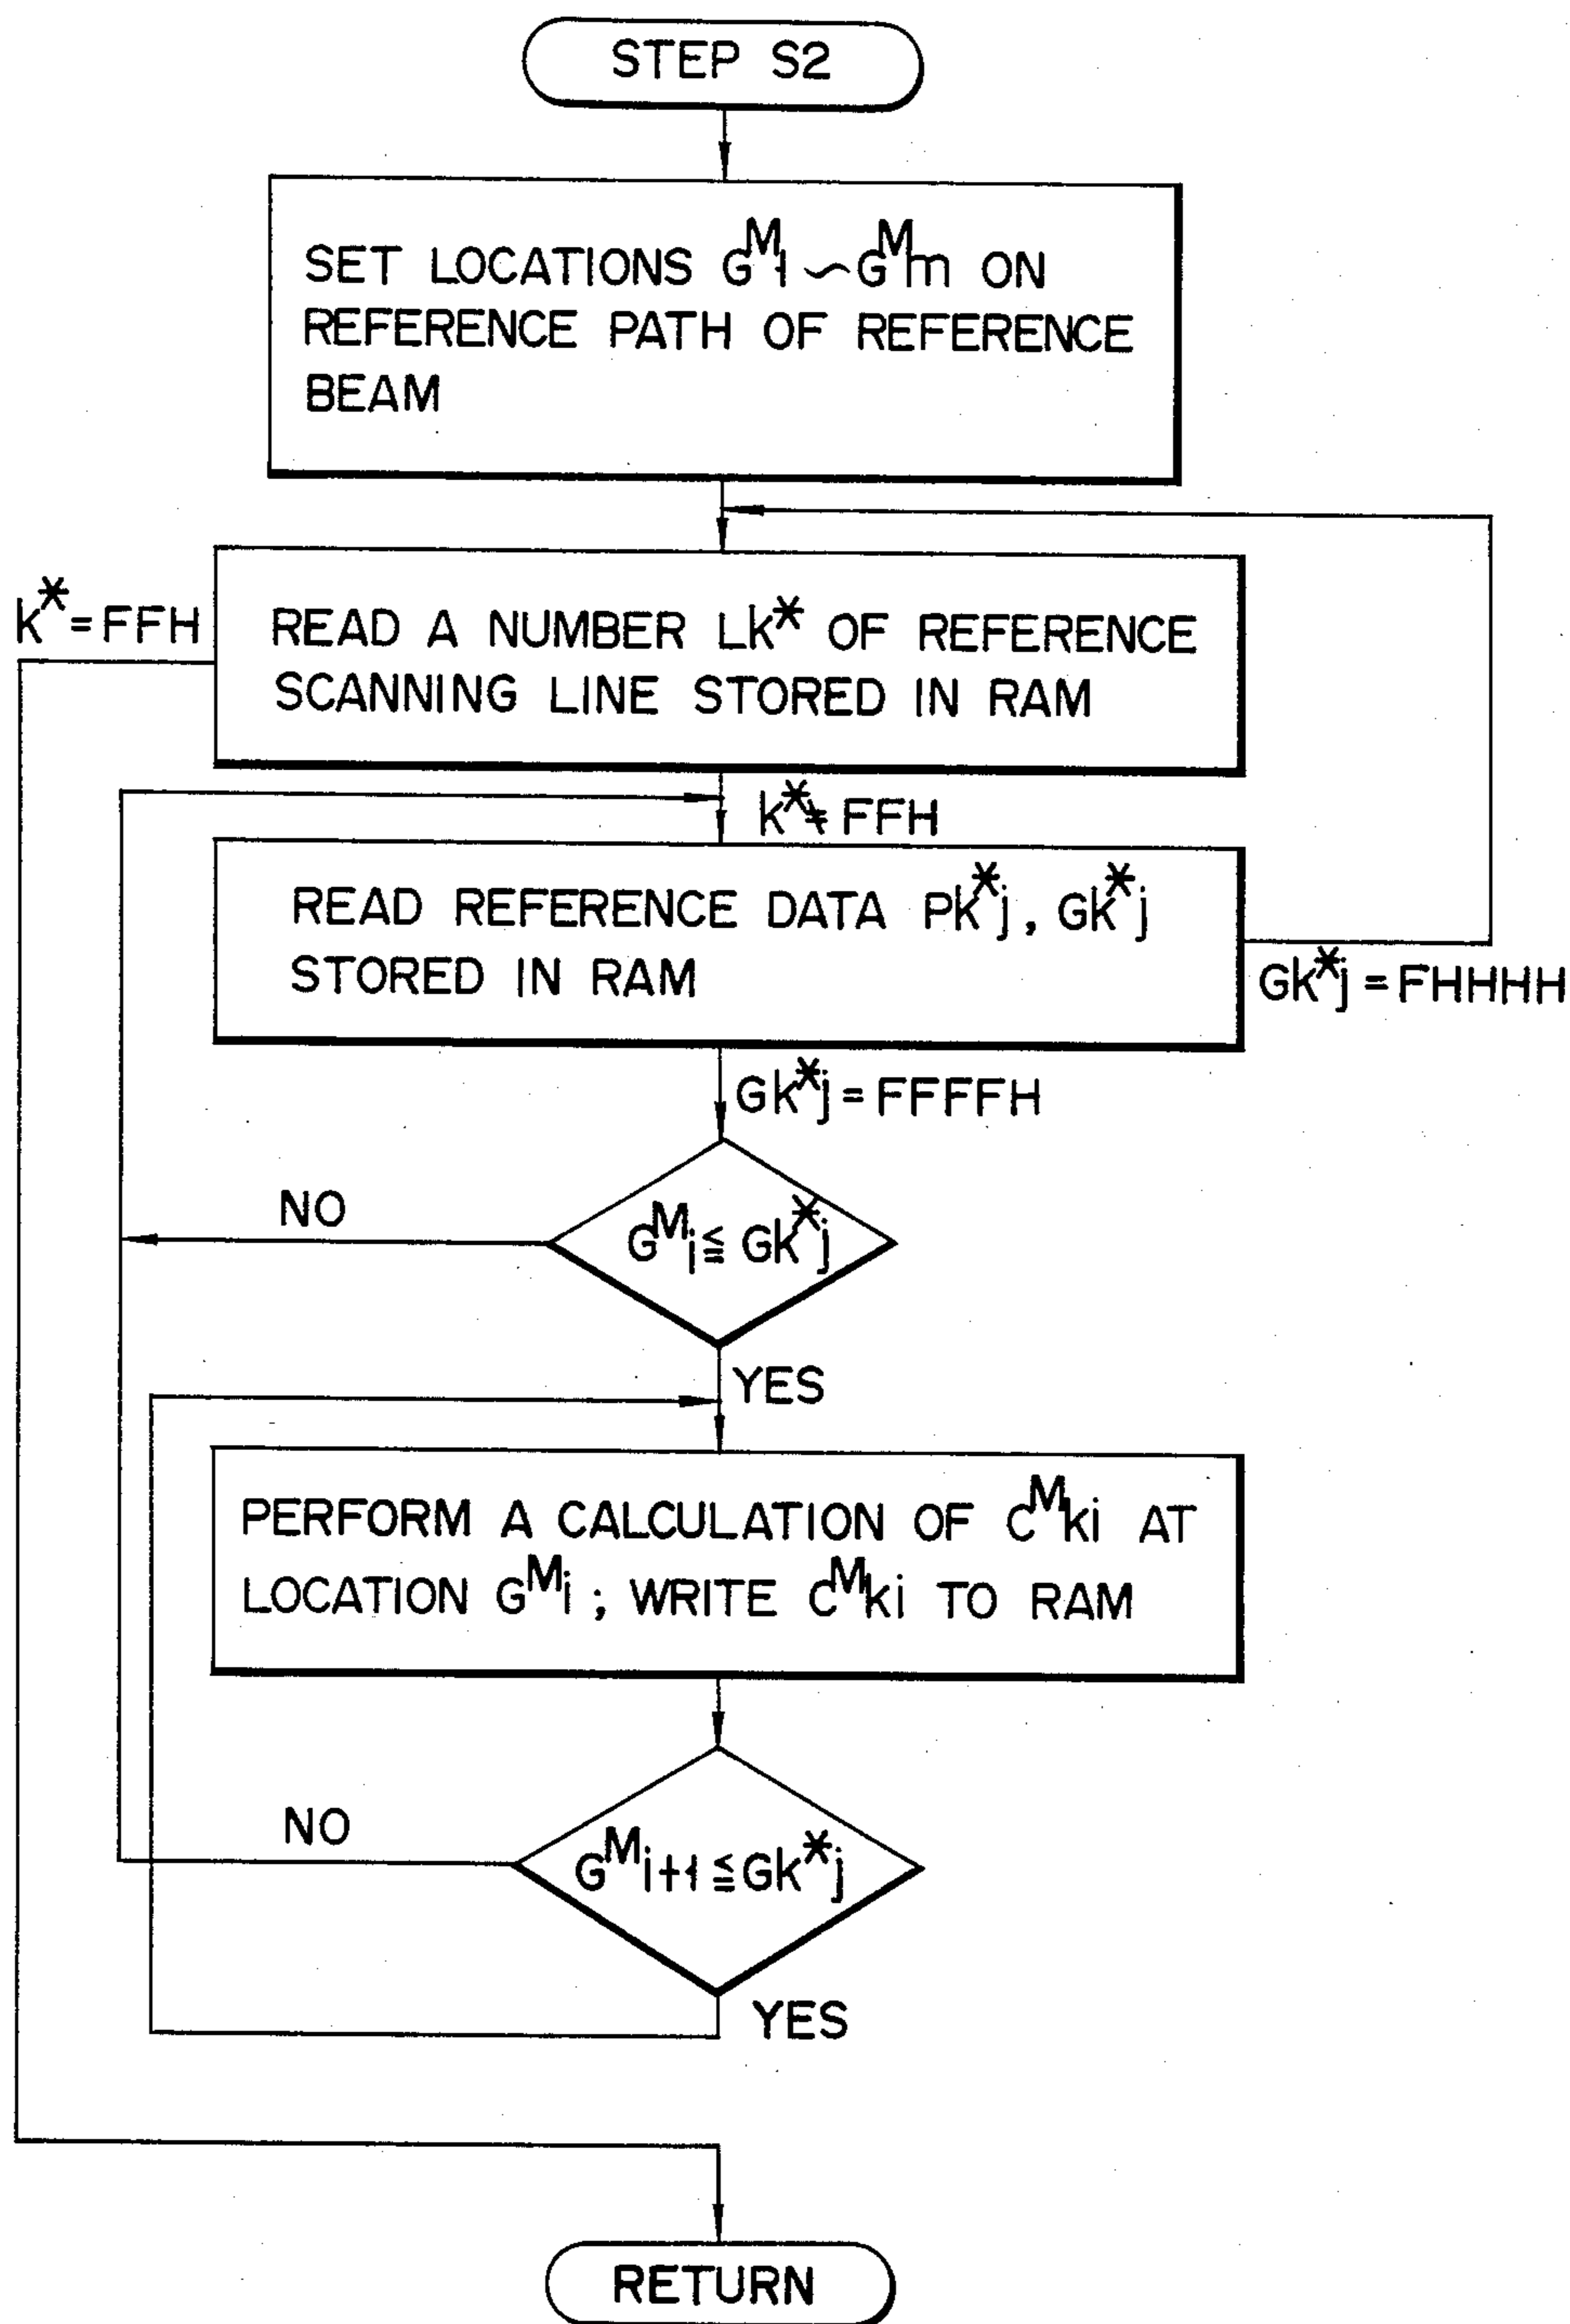 STEP S2
SET LOCATIONS G^M1 ∼ G^Mm ON
REFERENCE PATH OF REFERENCE
BEAM
k*=FFH
READ A NUMBER Lk* OF REFERENCE
SCANNING LINE STORED IN RAM
k*≠FFH
READ REFERENCE DATA Pk*j, Gk*j
STORED IN RAM
Gk*j=FHHHH
Gk*j=FFFFH
NO
G^Mi≦Gk*j
YES
PERFORM A CALCULATION OF C^Mki AT
LOCATION G^Mi; WRITE C^Mki TO RAM
NO
G^Mi+1≦Gk*j
YES
RETURN